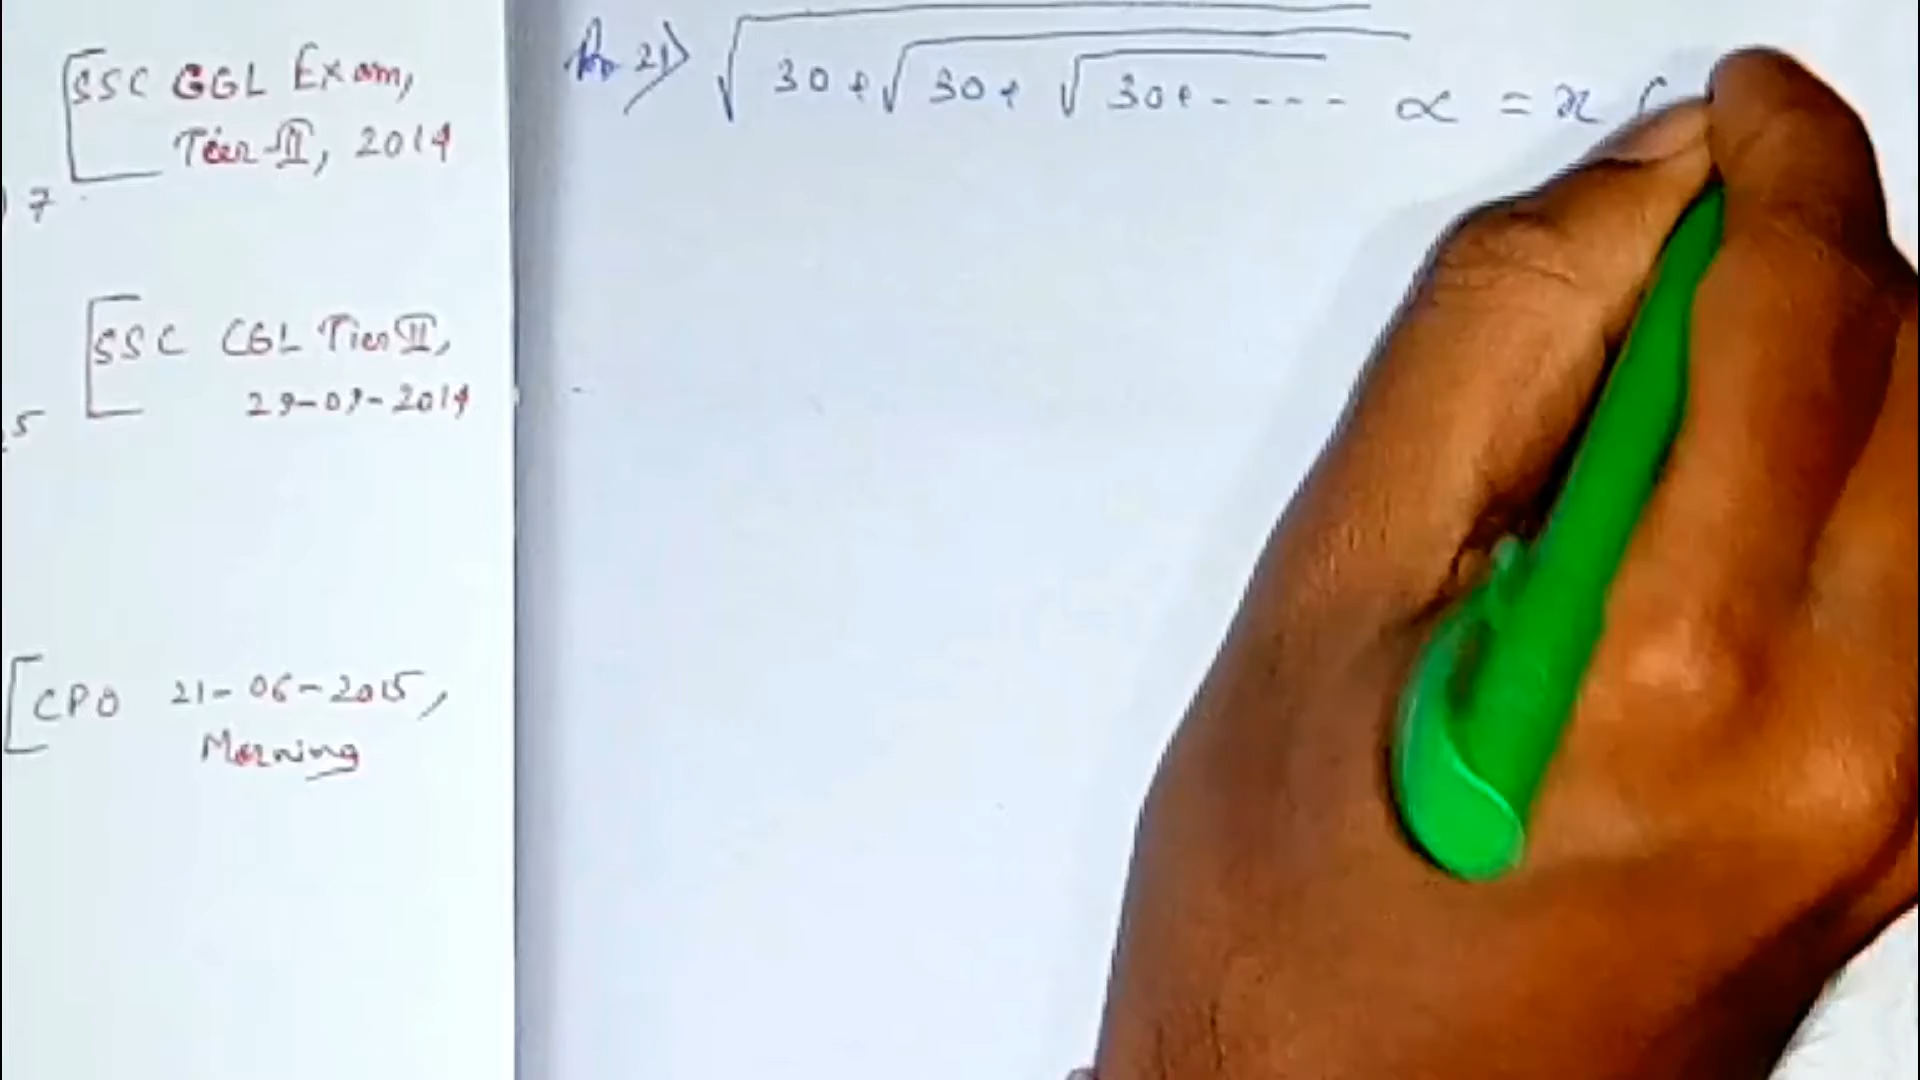 [SSC CGL Exam,
Tier-II, 2014
) 7
[SSC CGL Tier II,
29-09-2014
5
[CPO 21-06-2015,
Morning
21) √30+√30+√30+---- ∝ = x (